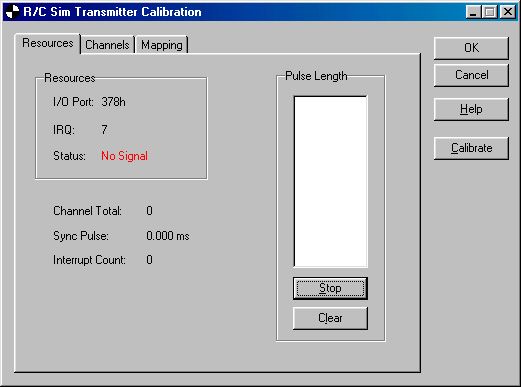 R/C Sim Transmitter Calibration
Resources Channels Mapping
Resources
I/O Port: 378h
IRQ: 7
Status: No Signal
Channel Total: 0
Sync Pulse: 0.000 ms
Interrupt Count: 0
Pulse Length
Stop
Clear
OK
Cancel
Help
Calibrate